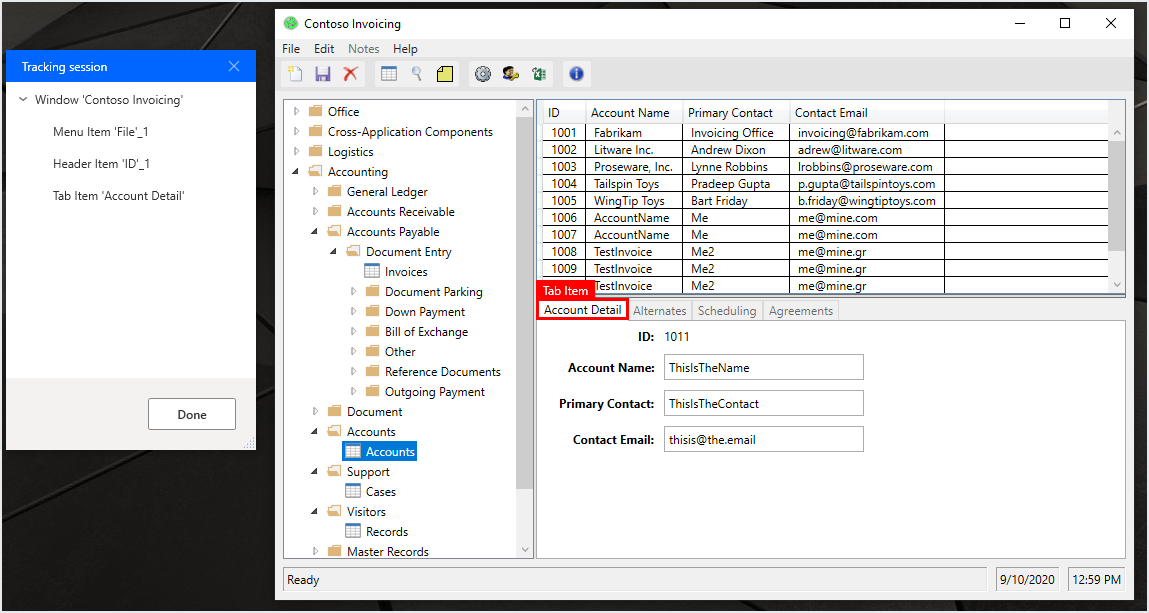 Tracking session
Window 'Contoso Invoicing'
Menu Item 'File'_1
Header Item 'ID'_1
Tab Item 'Account Detail'
Done
Contoso Invoicing
File Edit Notes Help
Office
Cross-Application Components
Logistics
Accounting
General Ledger
Accounts Receivable
Accounts Payable
Document Entry
Invoices
Document Parking
Down Payment
Bill of Exchange
Other
Reference Documents
Outgoing Payment
Document
Accounts
Accounts
Support
Cases
Visitors
Records
Master Records
ID Account Name Primary Contact Contact Email
1001 Fabrikam Invoicing Office invoicing@fabrikam.com
1002 Litware Inc. Andrew Dixon adrew@litware.com
1003 Proseware, Inc. Lynne Robbins lrobbins@proseware.com
1004 Tailspin Toys Pradeep Gupta p.gupta@tailspintoys.com
1005 WingTip Toys Bart Friday b.friday@wingtiptoys.com
1006 AccountName Me me@mine.com
1007 AccountName Me me@mine.com
1008 TestInvoice Me2 me@mine.gr
1009 TestInvoice Me2 me@mine.gr
TestInvoice Me2 me@mine.gr
Tab Item
Account Detail Alternates Scheduling Agreements
ID: 1011
Account Name: ThisIsTheName
Primary Contact: ThisIsTheContact
Contact Email: thisis@the.email
Ready 9/10/2020 12:59 PM